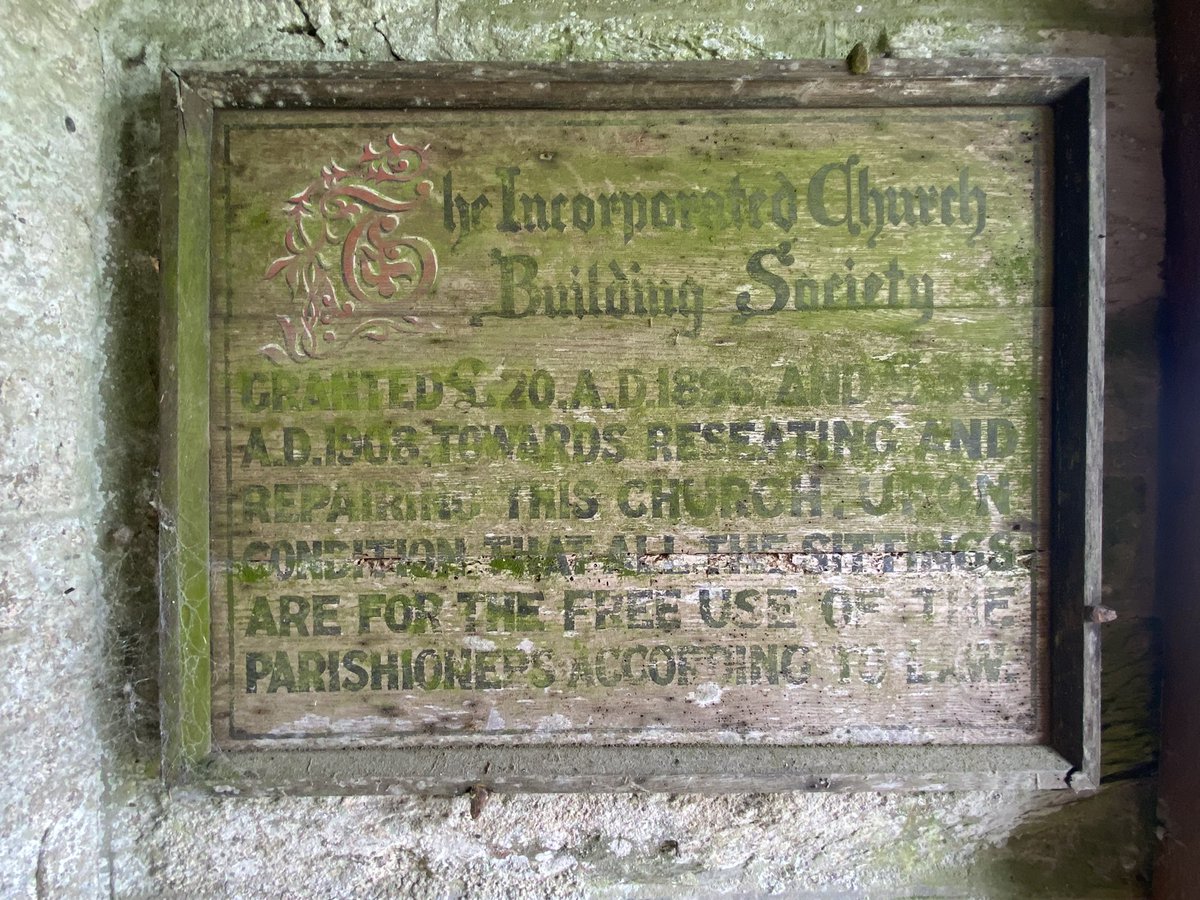 The Incorporated Church
Building Society
GRANTED £20, A.D. 1896, AND
A.D. 1908, TOWARDS RESEATING AND
REPAIRING THIS CHURCH, UPON
CONDITION THAT ALL THE SITTINGS
ARE FOR THE FREE USE OF THE
PARISHIONERS ACCORDING TO LAW.